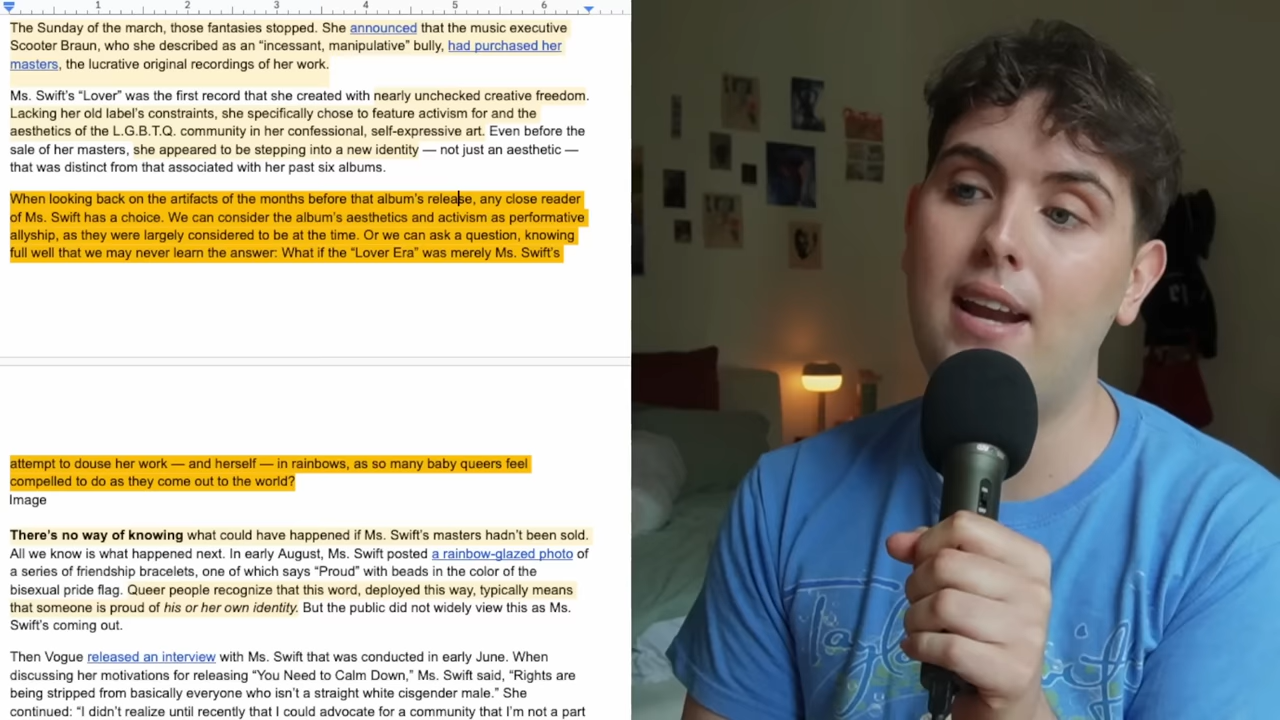 1 2 3 4 5 6
The Sunday of the march, those fantasies stopped. She announced that the music executive
Scooter Braun, who she described as an “incessant, manipulative” bully, had purchased her
masters, the lucrative original recordings of her work.
Ms. Swift’s “Lover” was the first record that she created with nearly unchecked creative freedom.
Lacking her old label’s constraints, she specifically chose to feature activism for and the
aesthetics of the L.G.B.T.Q. community in her confessional, self-expressive art. Even before the
sale of her masters, she appeared to be stepping into a new identity — not just an aesthetic —
that was distinct from that associated with her past six albums.
When looking back on the artifacts of the months before that album’s release, any close reader
of Ms. Swift has a choice. We can consider the album’s aesthetics and activism as performative
allyship, as they were largely considered to be at the time. Or we can ask a question, knowing
full well that we may never learn the answer: What if the “Lover Era” was merely Ms. Swift’s
attempt to douse her work — and herself — in rainbows, as so many baby queers feel
compelled to do as they come out to the world?
Image
There’s no way of knowing what could have happened if Ms. Swift’s masters hadn’t been sold.
All we know is what happened next. In early August, Ms. Swift posted a rainbow-glazed photo of
a series of friendship bracelets, one of which says “Proud” with beads in the color of the
bisexual pride flag. Queer people recognize that this word, deployed this way, typically means
that someone is proud of his or her own identity. But the public did not widely view this as Ms.
Swift’s coming out.
Then Vogue released an interview with Ms. Swift that was conducted in early June. When
discussing her motivations for releasing “You Need to Calm Down,” Ms. Swift said, “Rights are
being stripped from basically everyone who isn’t a straight white cisgender male.” She
continued: “I didn’t realize until recently that I could advocate for a community that I’m not a part
Taylor Swift